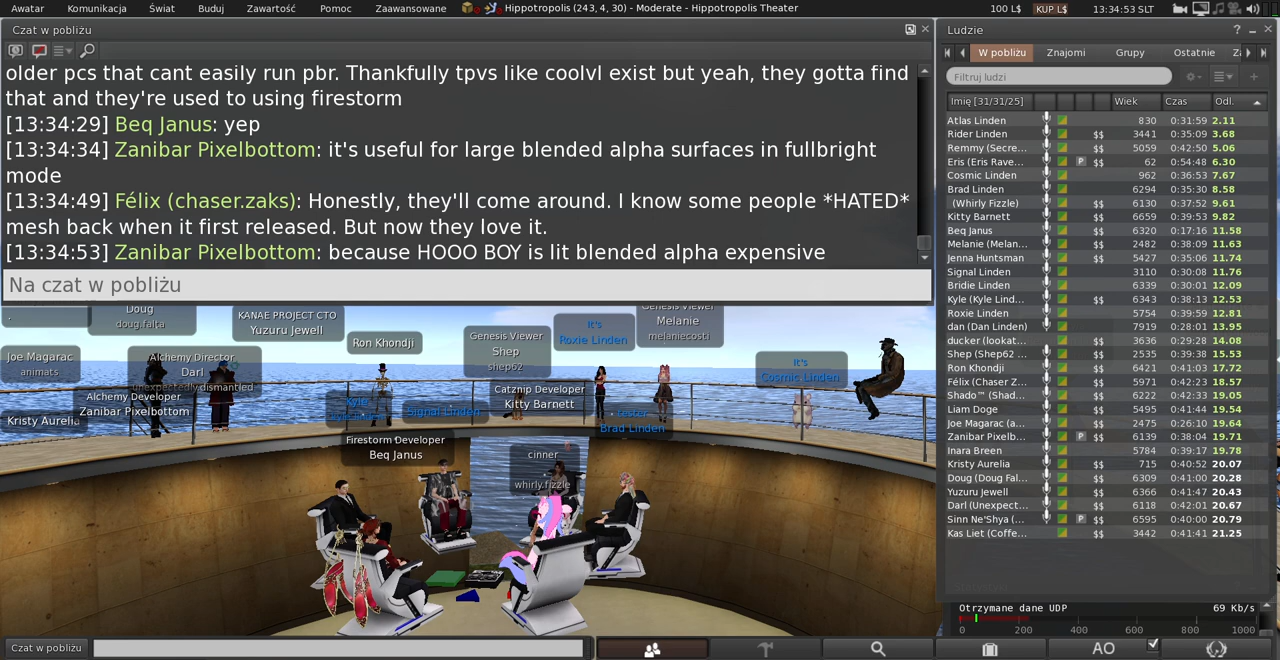 Awatar Komunikacja Świat Buduj Zawartość Pomoc Zaawansowane Hippotropolis (243, 4, 30) - Moderate - Hippotropolis Theater 100 L$ KUP L$ 13:34:53 SLT
Czat w pobliżu
older pcs that cant easily run pbr. Thankfully tpvs like coolvl exist but yeah, they gotta find
that and they're used to using firestorm
[13:34:29] Beq Janus: yep
[13:34:34] Zanibar Pixelbottom: it's useful for large blended alpha surfaces in fullbright
mode
[13:34:49] Félix (chaser.zaks): Honestly, they'll come around. I know some people *HATED*
mesh back when it first released. But now they love it.
[13:34:53] Zanibar Pixelbottom: because HOOO BOY is lit blended alpha expensive
Na czat w pobliżu
Doug
doug.falta
KANAE PROJECT CTO
Yuzuru Jewell
Ron Khondji
Genesis Viewer
Shep
shep62
It's
Roxie Linden
Genesis Viewer
Melanie
melaniecosti
It's
Cosmic Linden
Joe Magarac
animats
Alchemy Director
Darl
unexpectedly.dismantled
Alchemy Developer
Zanibar Pixelbottom
Kristy Aurelia
Kyle
Signal Linden
Catznip Developer
Kitty Barnett
Tester
Brad Linden
Firestorm Developer
Beq Janus
cinner
whirly.fizzle
Ludzie
W pobliżu Znajomi Grupy Ostatnie
Filtruj ludzi
Imię [31/31/25] Wiek Czas Odl.
Atlas Linden 830 0:31:59 2.11
Rider Linden $$ 3441 0:35:09 3.68
Remmy (Secre... $$ 5059 0:42:50 5.06
Eris (Eris Rave... P $$ 62 0:54:48 6.30
Cosmic Linden 962 0:36:53 7.67
Brad Linden 6294 0:35:30 8.58
(Whirly Fizzle) $$ 6130 0:37:52 9.61
Kitty Barnett $$ 6659 0:39:53 9.82
Beq Janus $$ 6320 0:17:16 11.58
Melanie (Melan... $$ 2482 0:38:09 11.63
Jenna Huntsman $$ 5427 0:35:06 11.74
Signal Linden 3110 0:30:08 11.76
Bridie Linden 6339 0:30:01 12.09
Kyle (Kyle Lind... $$ 6343 0:38:13 12.53
Roxie Linden 5754 0:39:59 12.81
dan (Dan Linden) 7919 0:28:01 13.95
ducker (lookat... $$ 3636 0:29:28 14.08
Shep (Shep62 ... $$ 2535 0:39:38 15.53
Ron Khondji $$ 6421 0:41:03 17.72
Félix (Chaser Z... $$ 5971 0:42:23 18.57
Shado™ (Shad... $$ 6222 0:42:33 19.05
Liam Doge $$ 5495 0:41:44 19.54
Joe Magarac (a... $$ 2475 0:26:10 19.64
Zanibar Pixelb... P $$ 6139 0:38:04 19.71
Inara Breen 5784 0:39:17 19.78
Kristy Aurelia $$ 715 0:40:52 20.07
Doug (Doug Fal... $$ 6309 0:41:00 20.28
Yuzuru Jewell $$ 6366 0:41:47 20.43
Darl (Unexpect... $$ 6118 0:42:01 20.67
Sinn Ne'Shya (... P $$ 6595 0:40:00 20.79
Kas Liet (Coffe... $$ 3442 0:41:41 21.25
Otrzymane dane UDP 69 Kb/s
0 200 400 600 800 1000
Czat w pobliżu AO